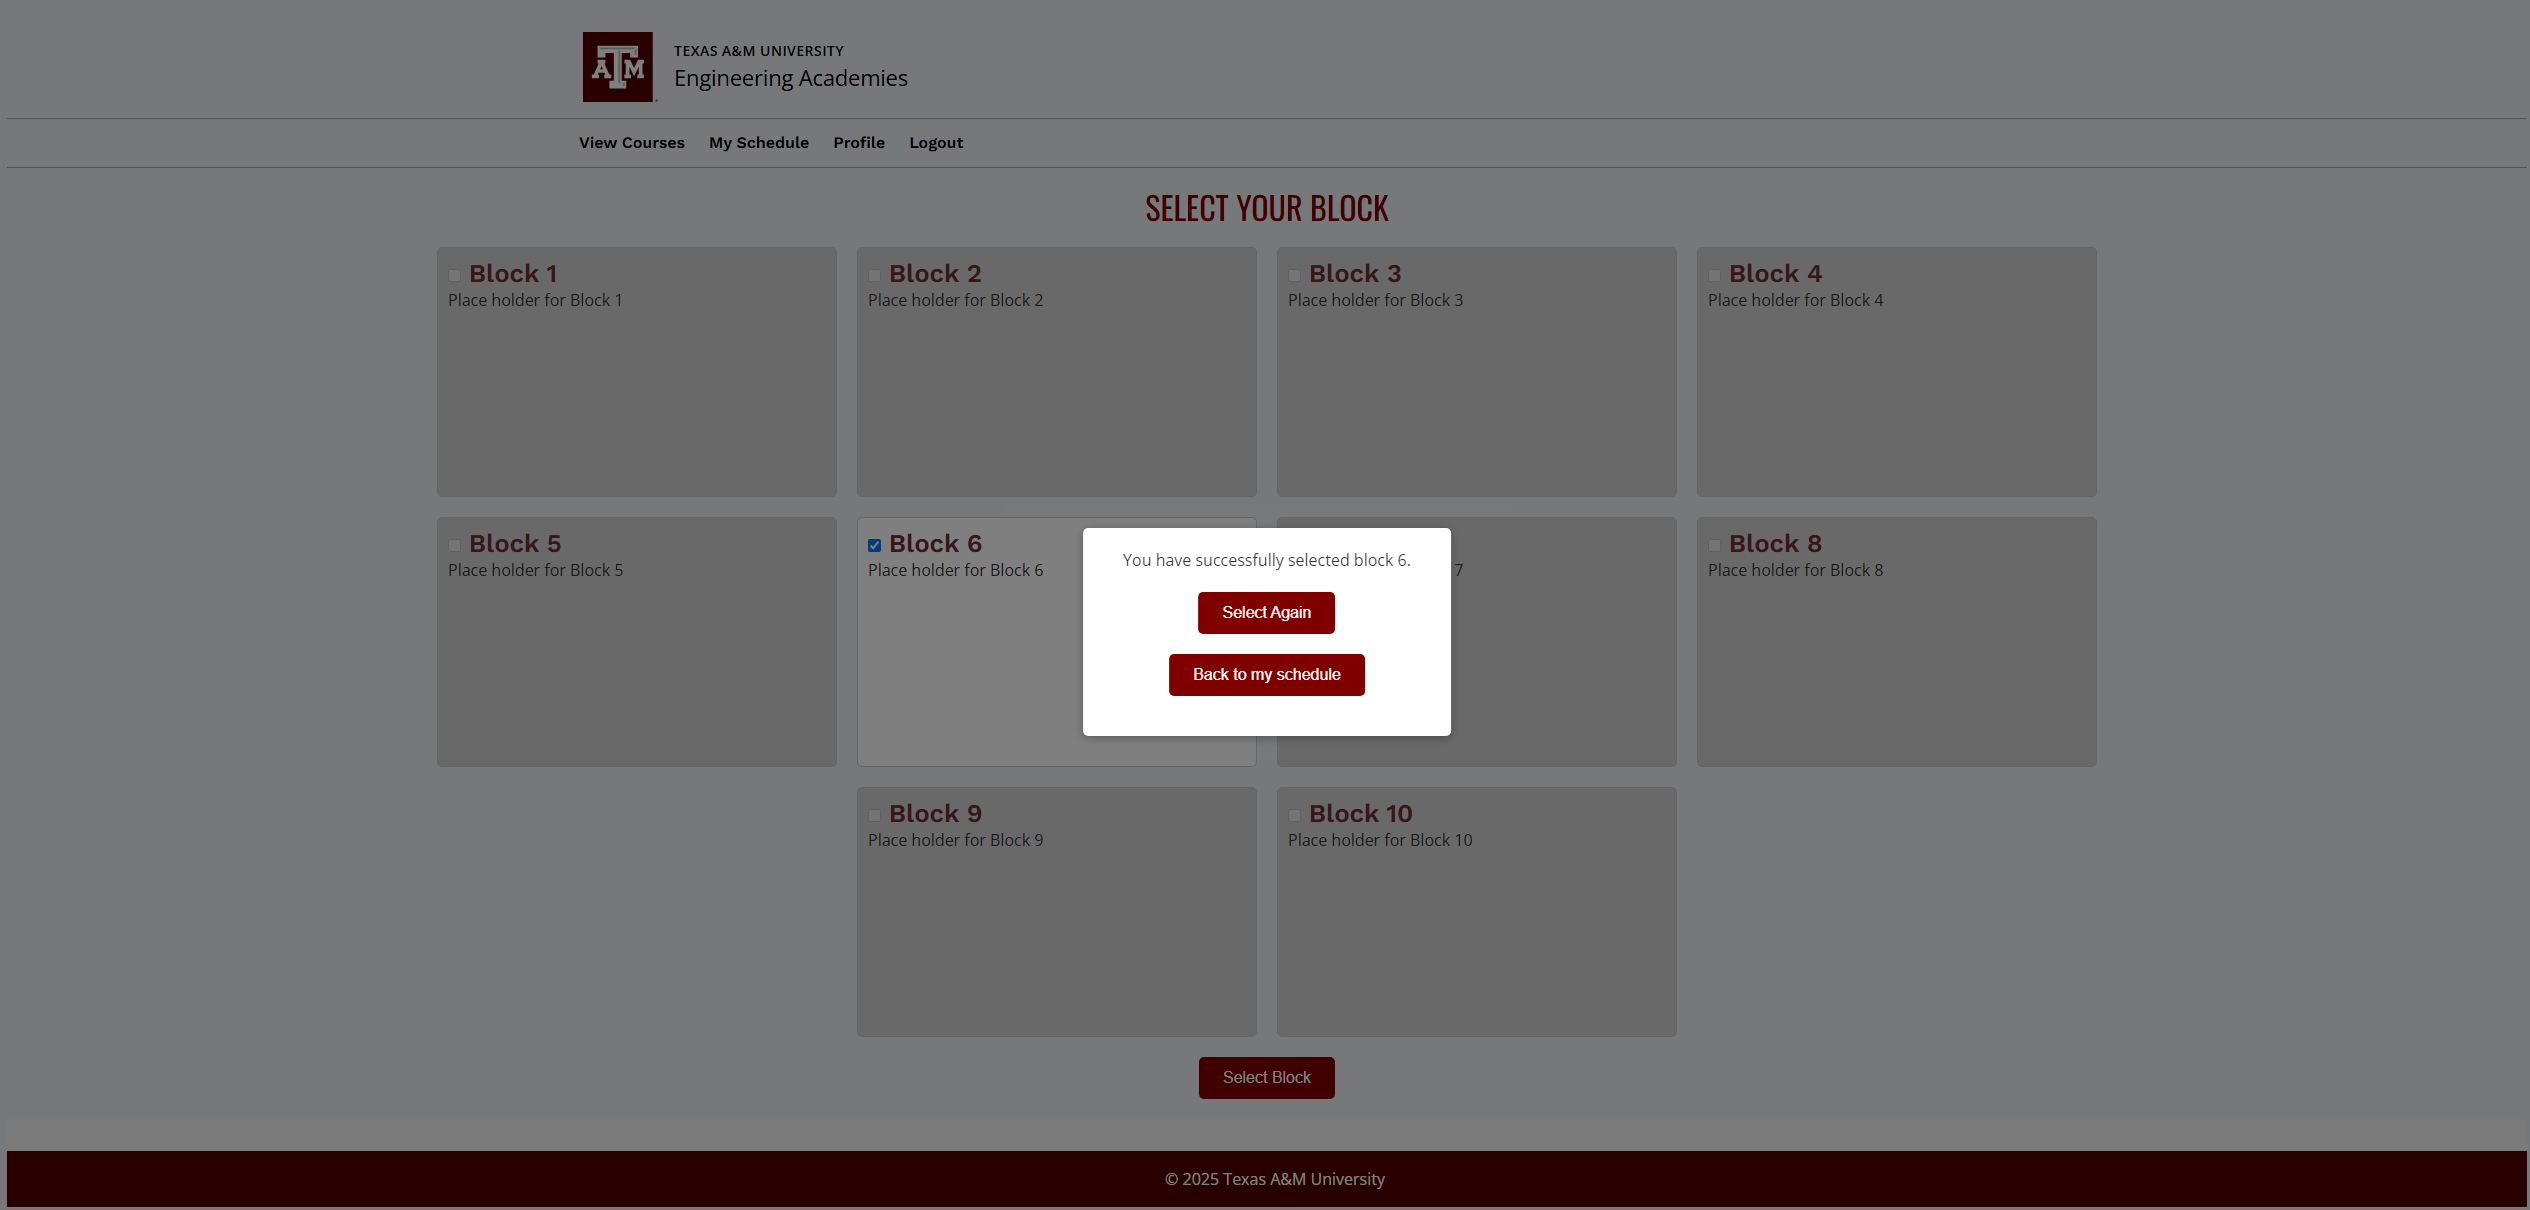 ATM
TEXAS A&M UNIVERSITY
Engineering Academies
View Courses My Schedule Profile Logout
SELECT YOUR BLOCK
Block 1
Place holder for Block 1
Block 2
Place holder for Block 2
Block 3
Place holder for Block 3
Block 4
Place holder for Block 4
Block 5
Place holder for Block 5
Block 6
Place holder for Block 6
You have successfully selected block 6.
Select Again
Back to my schedule
7
Block 8
Place holder for Block 8
Block 9
Place holder for Block 9
Block 10
Place holder for Block 10
Select Block
© 2025 Texas A&M University